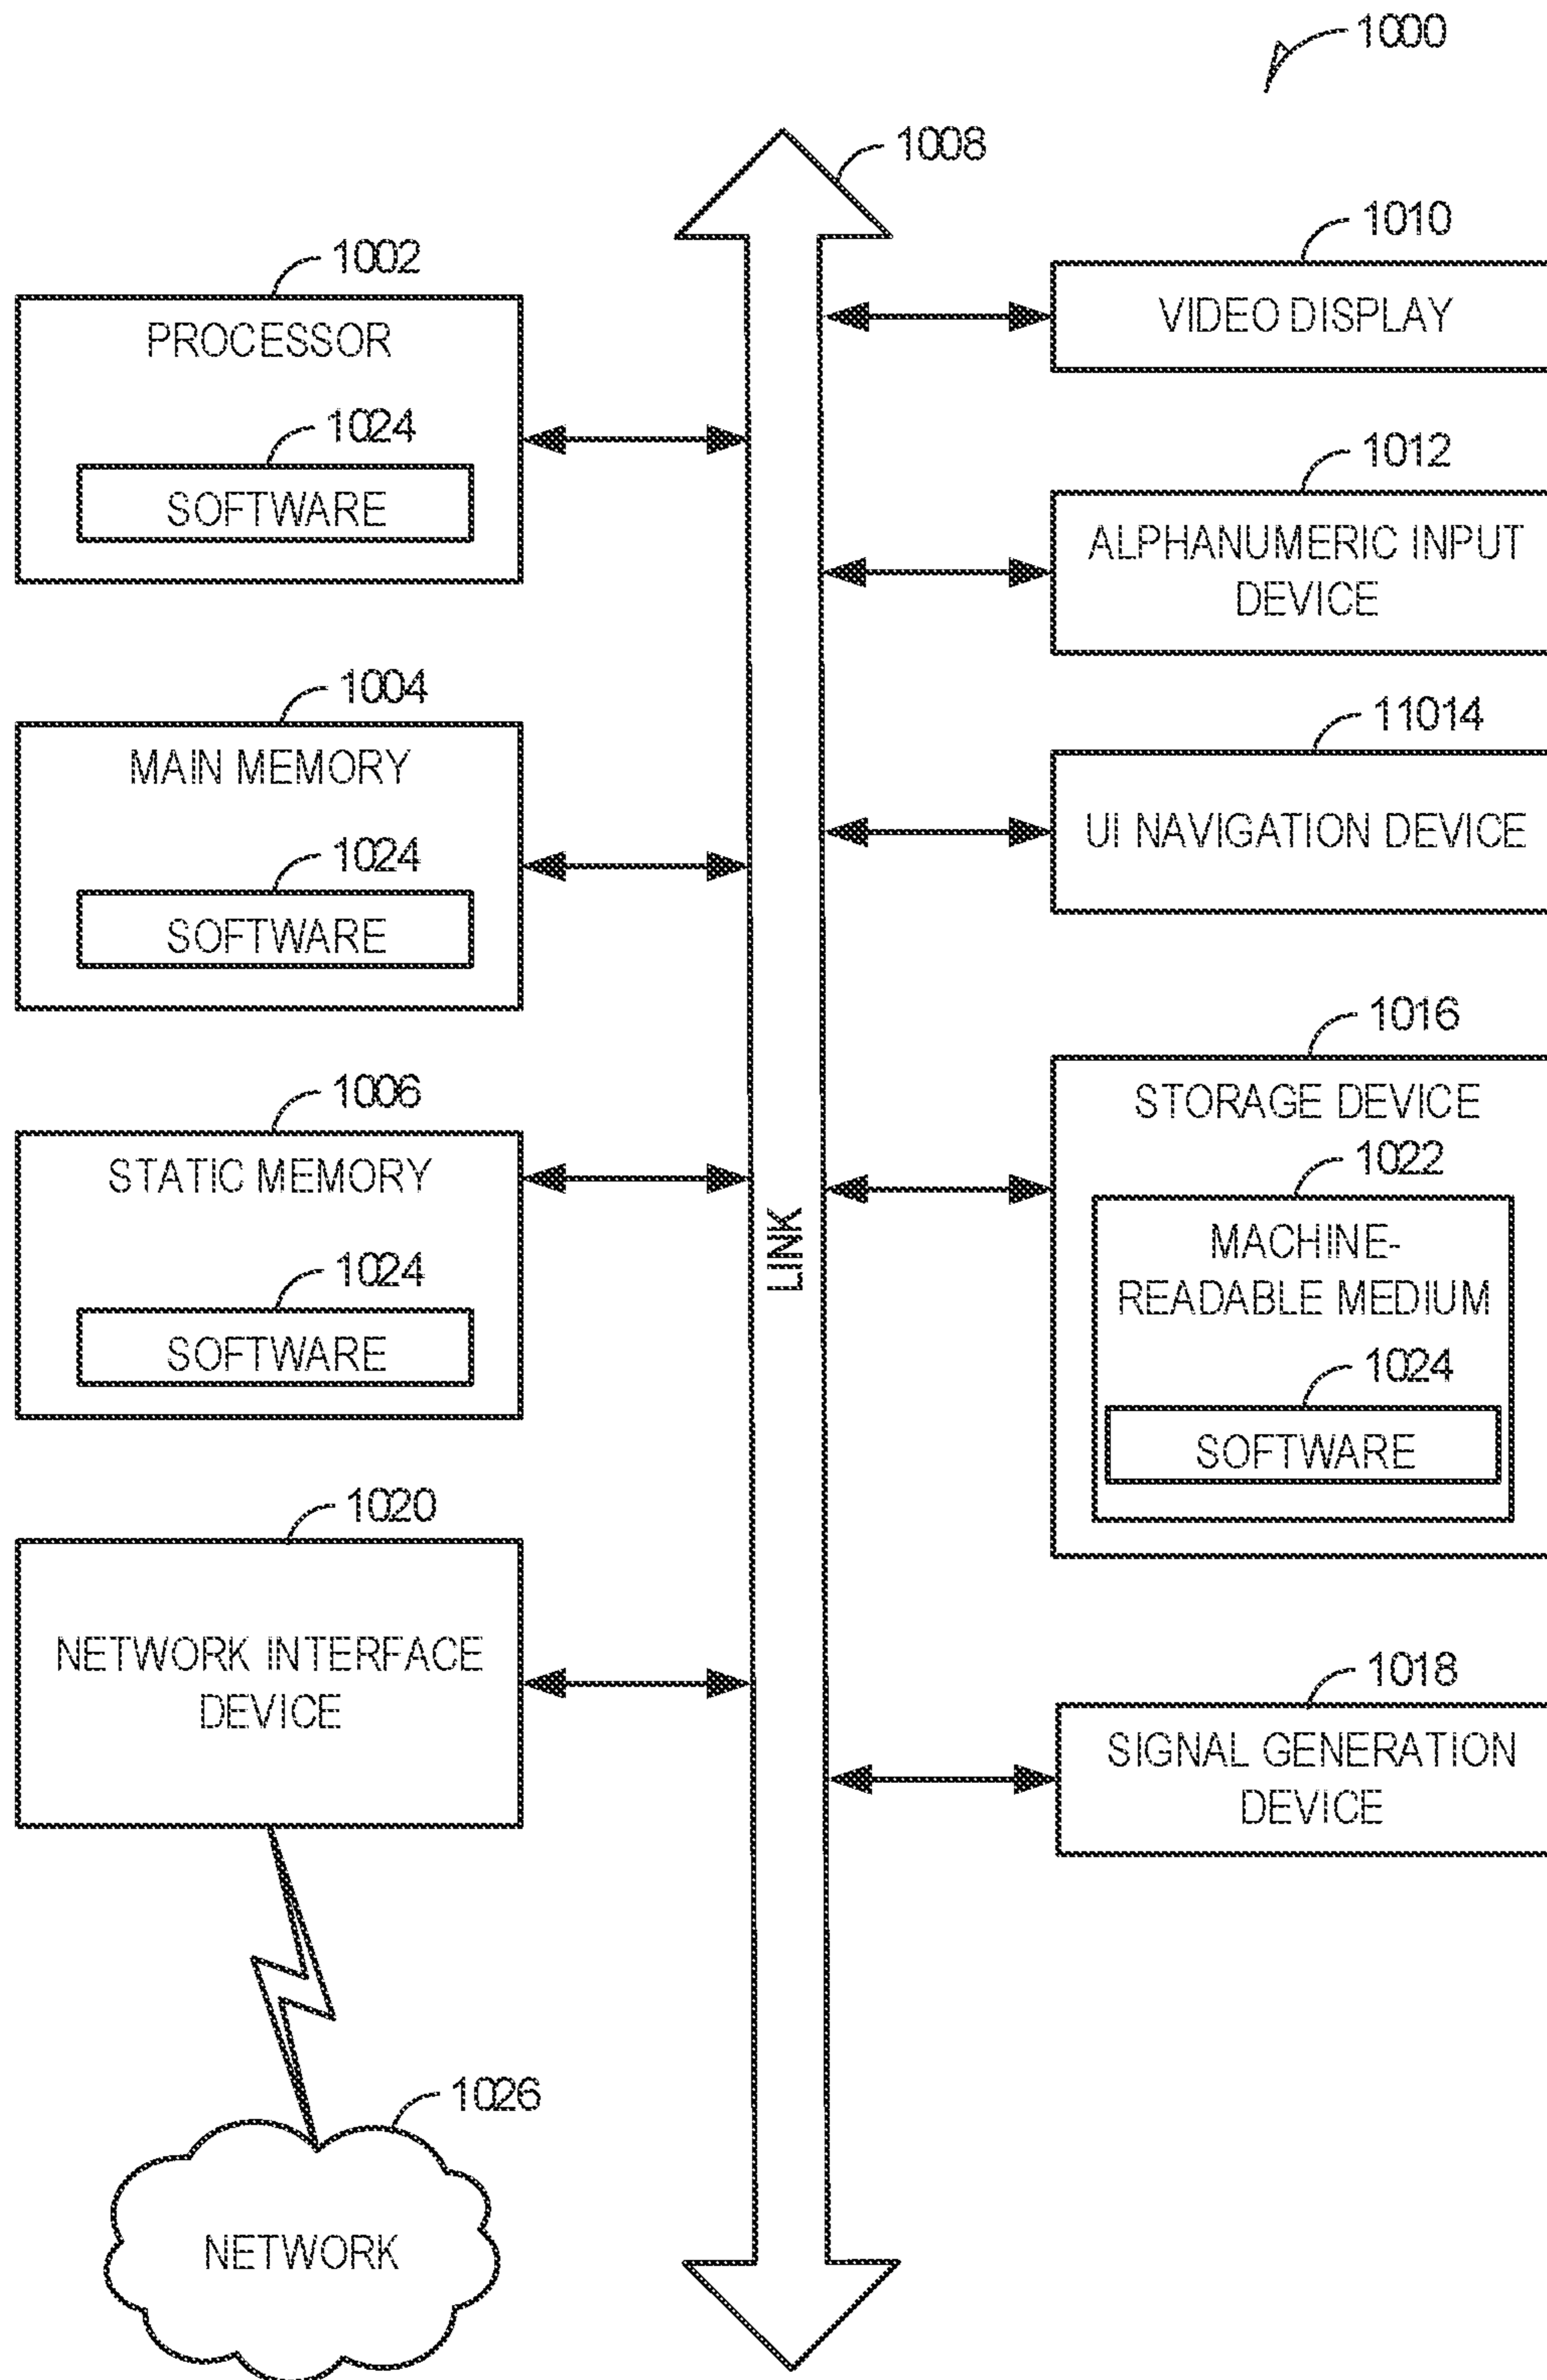 1000
1008
1002
PROCESSOR
1024
SOFTWARE
1004
MAIN MEMORY
1024
SOFTWARE
1006
STATIC MEMORY
1024
SOFTWARE
1020
NETWORK INTERFACE
DEVICE
1026
NETWORK
LINK
1010
VIDEO DISPLAY
1012
ALPHANUMERIC INPUT
DEVICE
11014
UI NAVIGATION DEVICE
1016
STORAGE DEVICE
1022
MACHINE-
READABLE MEDIUM
1024
SOFTWARE
1018
SIGNAL GENERATION
DEVICE